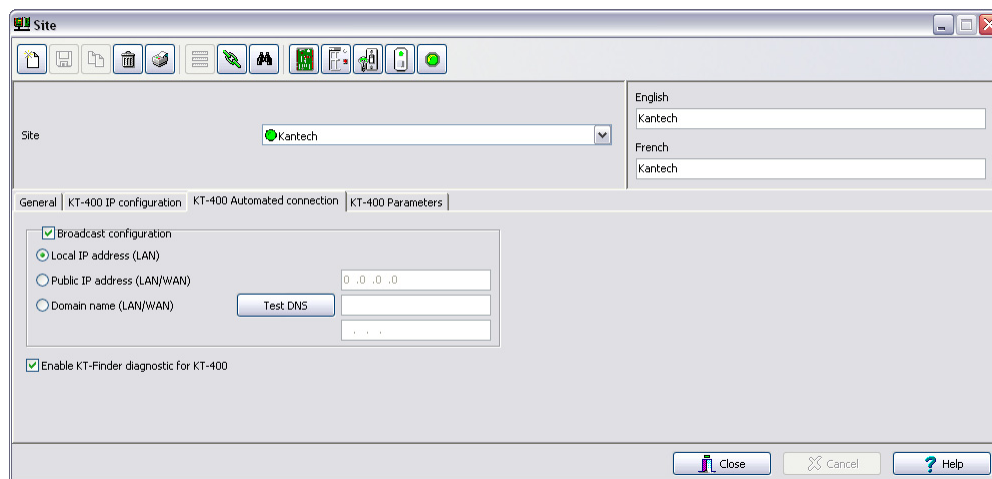 Site
English
Kantech
Site
Kantech
French
Kantech
General
KT-400 IP configuration
KT-400 Automated connection
KT-400 Parameters
Broadcast configuration
Local IP address (LAN)
Public IP address (LAN/WAN)
0 .0 .0 .0
Domain name (LAN/WAN)
Test DNS
. . .
Enable KT-Finder diagnostic for KT-400
Close
Cancel
? Help